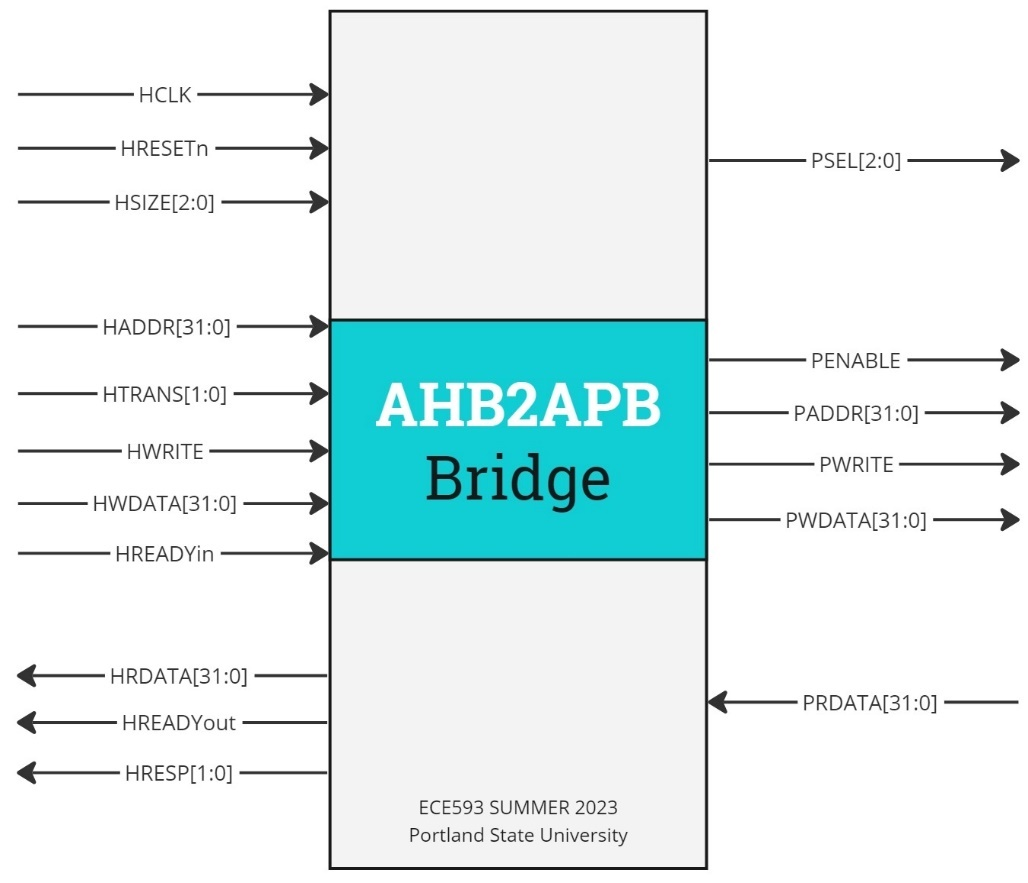 HCLK
HRESETn
HSIZE[2:0]
HADDR[31:0]
HTRANS[1:0]
HWRITE
HWDATA[31:0]
HREADYin
HRDATA[31:0]
HREADYout
HRESP[1:0]
AHB2APB
Bridge
ECE593 SUMMER 2023
Portland State University
PSEL[2:0]
PENABLE
PADDR[31:0]
PWRITE
PWDATA[31:0]
PRDATA[31:0]